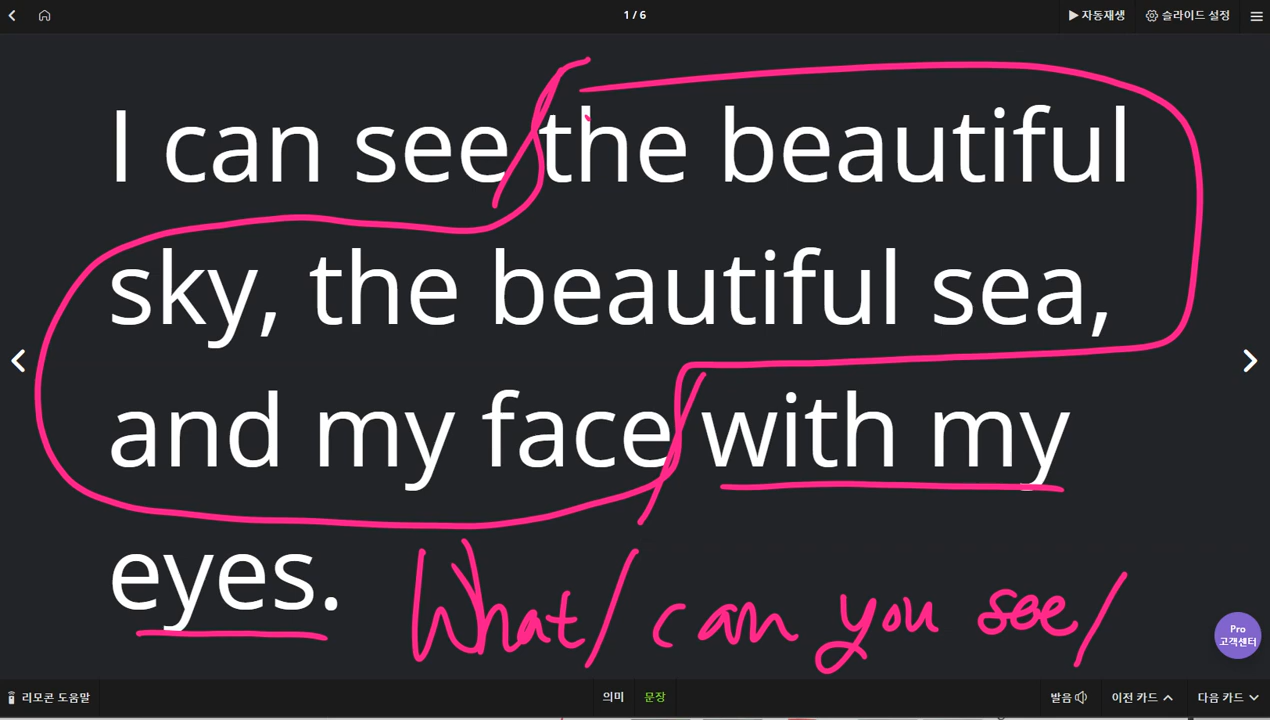 1 / 6
자동재생
슬라이드 설정
I can see the beautiful
sky, the beautiful sea,
and my face with my
eyes.
What / can you see /
Pro
고객센터
리모콘 도움말
의미
문장
발음
이전 카드
다음 카드